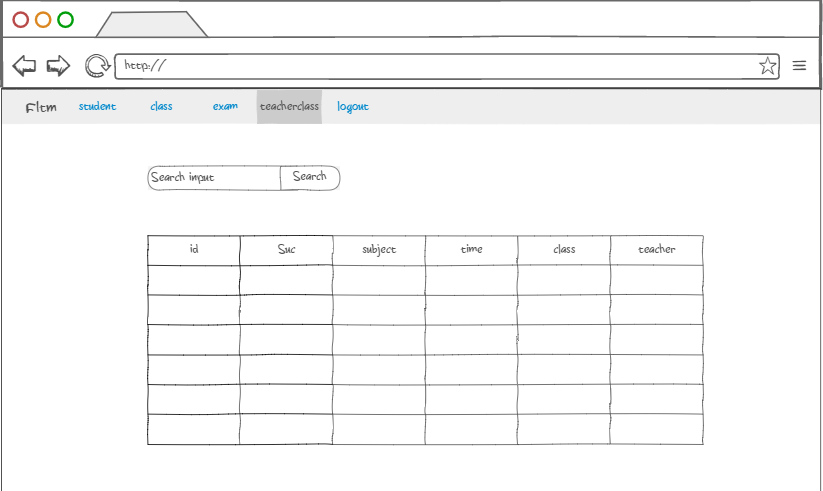 http://
Fltm student class exam teacherclass logout
Search input Search
id Suc subject time class teacher